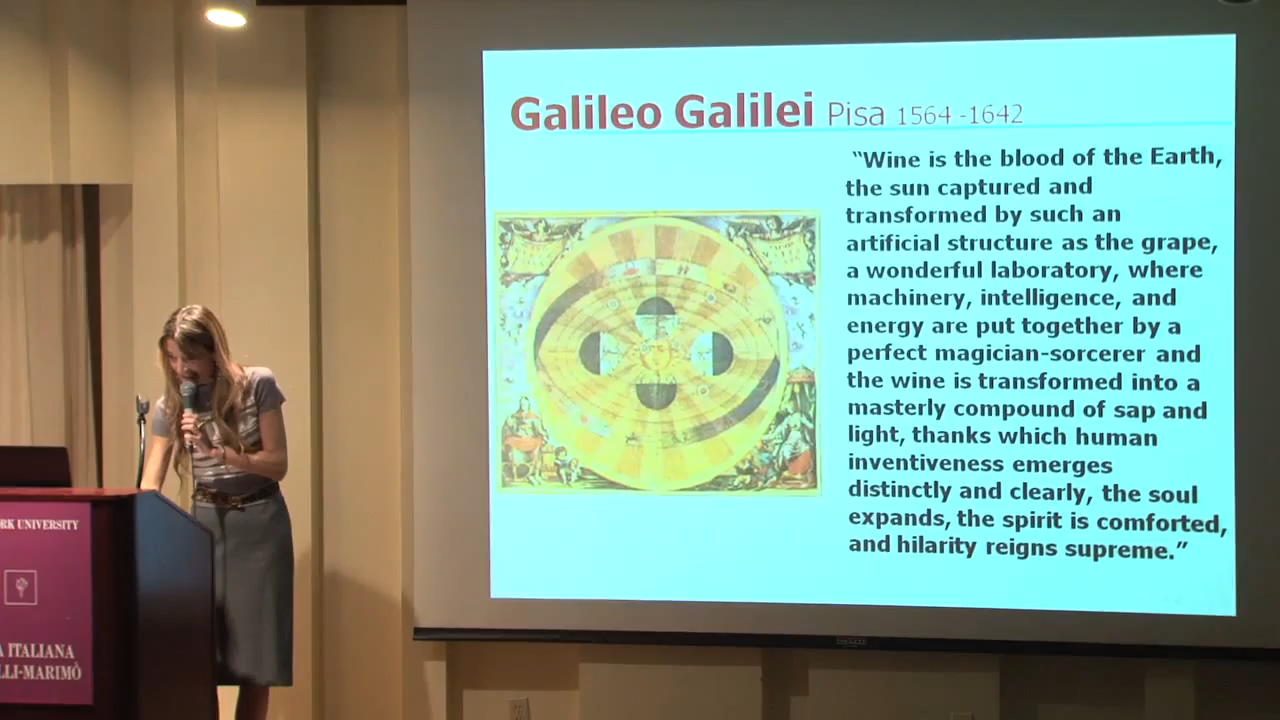 Galileo Galilei Pisa 1564 -1642
“Wine is the blood of the Earth,
the sun captured and
transformed by such an
artificial structure as the grape,
a wonderful laboratory, where
machinery, intelligence, and
energy are put together by a
perfect magician-sorcerer and
the wine is transformed into a
masterly compound of sap and
light, thanks which human
inventiveness emerges
distinctly and clearly, the soul
expands, the spirit is comforted,
and hilarity reigns supreme.”
RK UNIVERSITY
A ITALIANA
LLI-MARIMÒ